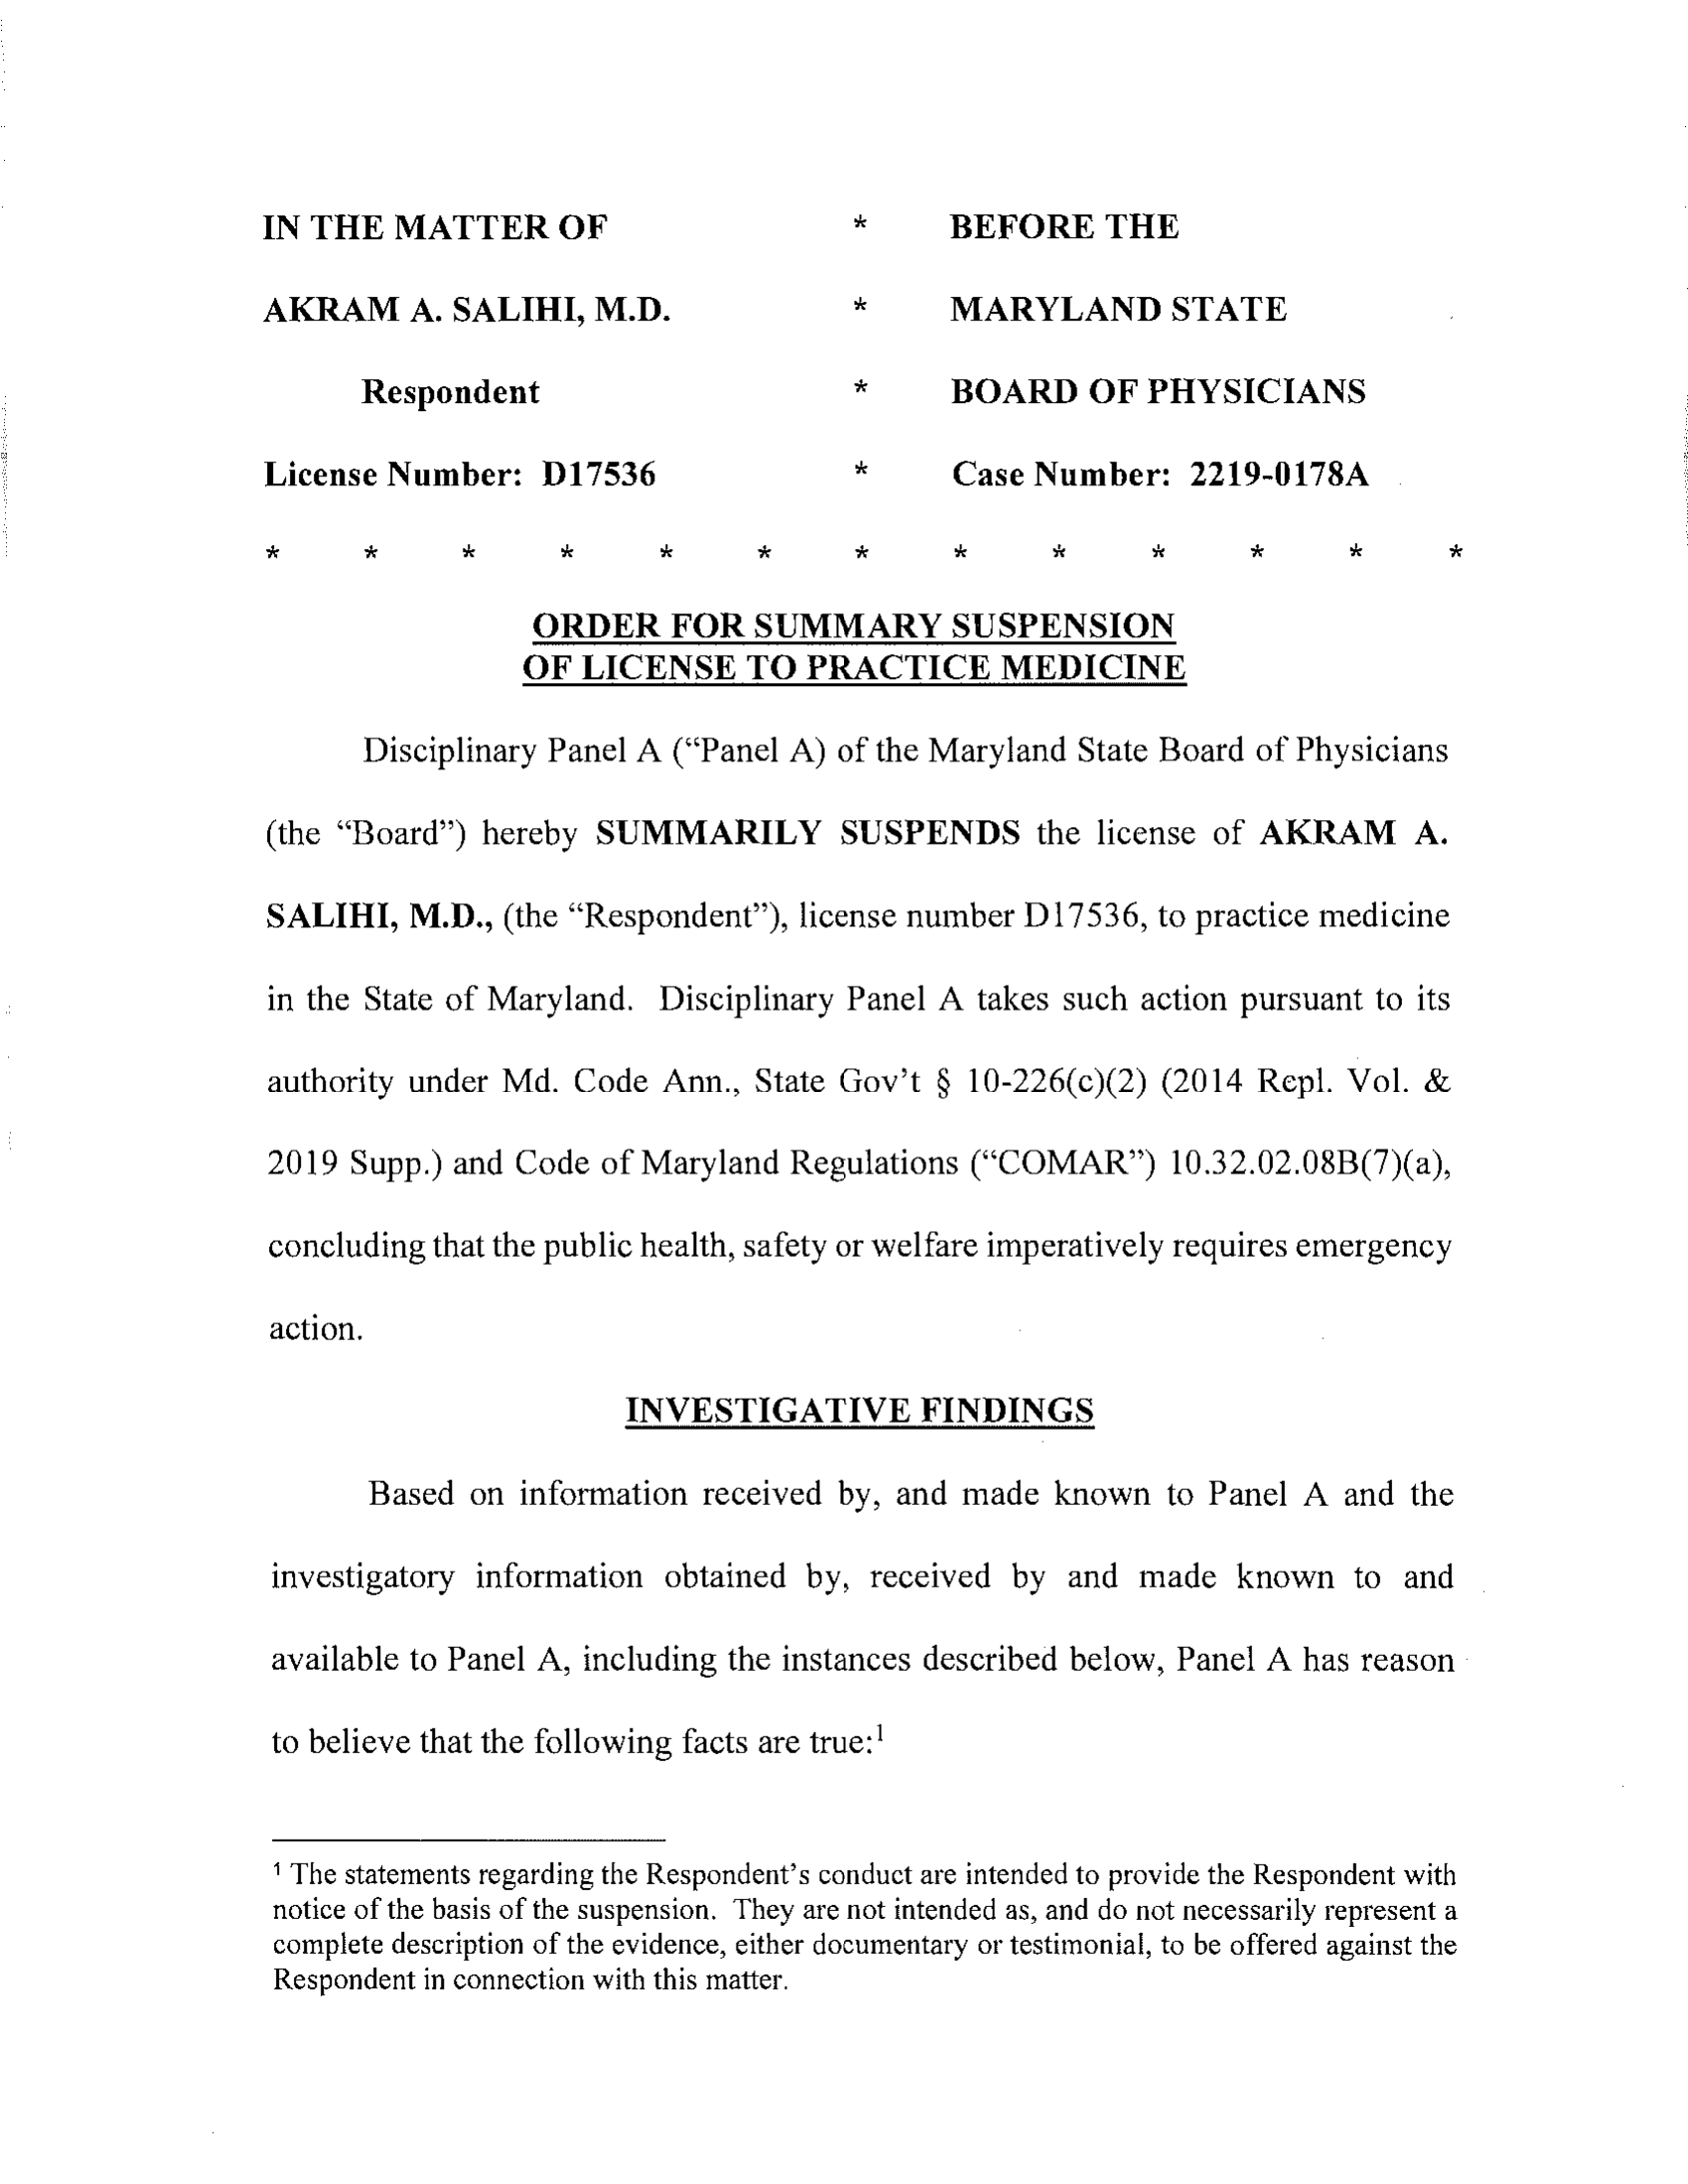 IN THE MATTER OF * BEFORE THE
AKRAM A. SALIHI, M.D. * MARYLAND STATE
Respondent * BOARD OF PHYSICIANS
License Number: D17536 * Case Number: 2219-0178A
* * * * * * * * * * * * *
ORDER FOR SUMMARY SUSPENSION
OF LICENSE TO PRACTICE MEDICINE
Disciplinary Panel A (“Panel A) of the Maryland State Board of Physicians
(the “Board”) hereby SUMMARILY SUSPENDS the license of AKRAM A.
SALIHI, M.D., (the “Respondent”), license number D17536, to practice medicine
in the State of Maryland. Disciplinary Panel A takes such action pursuant to its
authority under Md. Code Ann., State Gov’t § 10-226(c)(2) (2014 Repl. Vol. &
2019 Supp.) and Code of Maryland Regulations (“COMAR”) 10.32.02.08B(7)(a),
concluding that the public health, safety or welfare imperatively requires emergency
action.
INVESTIGATIVE FINDINGS
Based on information received by, and made known to Panel A and the
investigatory information obtained by, received by and made known to and
available to Panel A, including the instances described below, Panel A has reason
to believe that the following facts are true:¹
¹ The statements regarding the Respondent’s conduct are intended to provide the Respondent with
notice of the basis of the suspension. They are not intended as, and do not necessarily represent a
complete description of the evidence, either documentary or testimonial, to be offered against the
Respondent in connection with this matter.